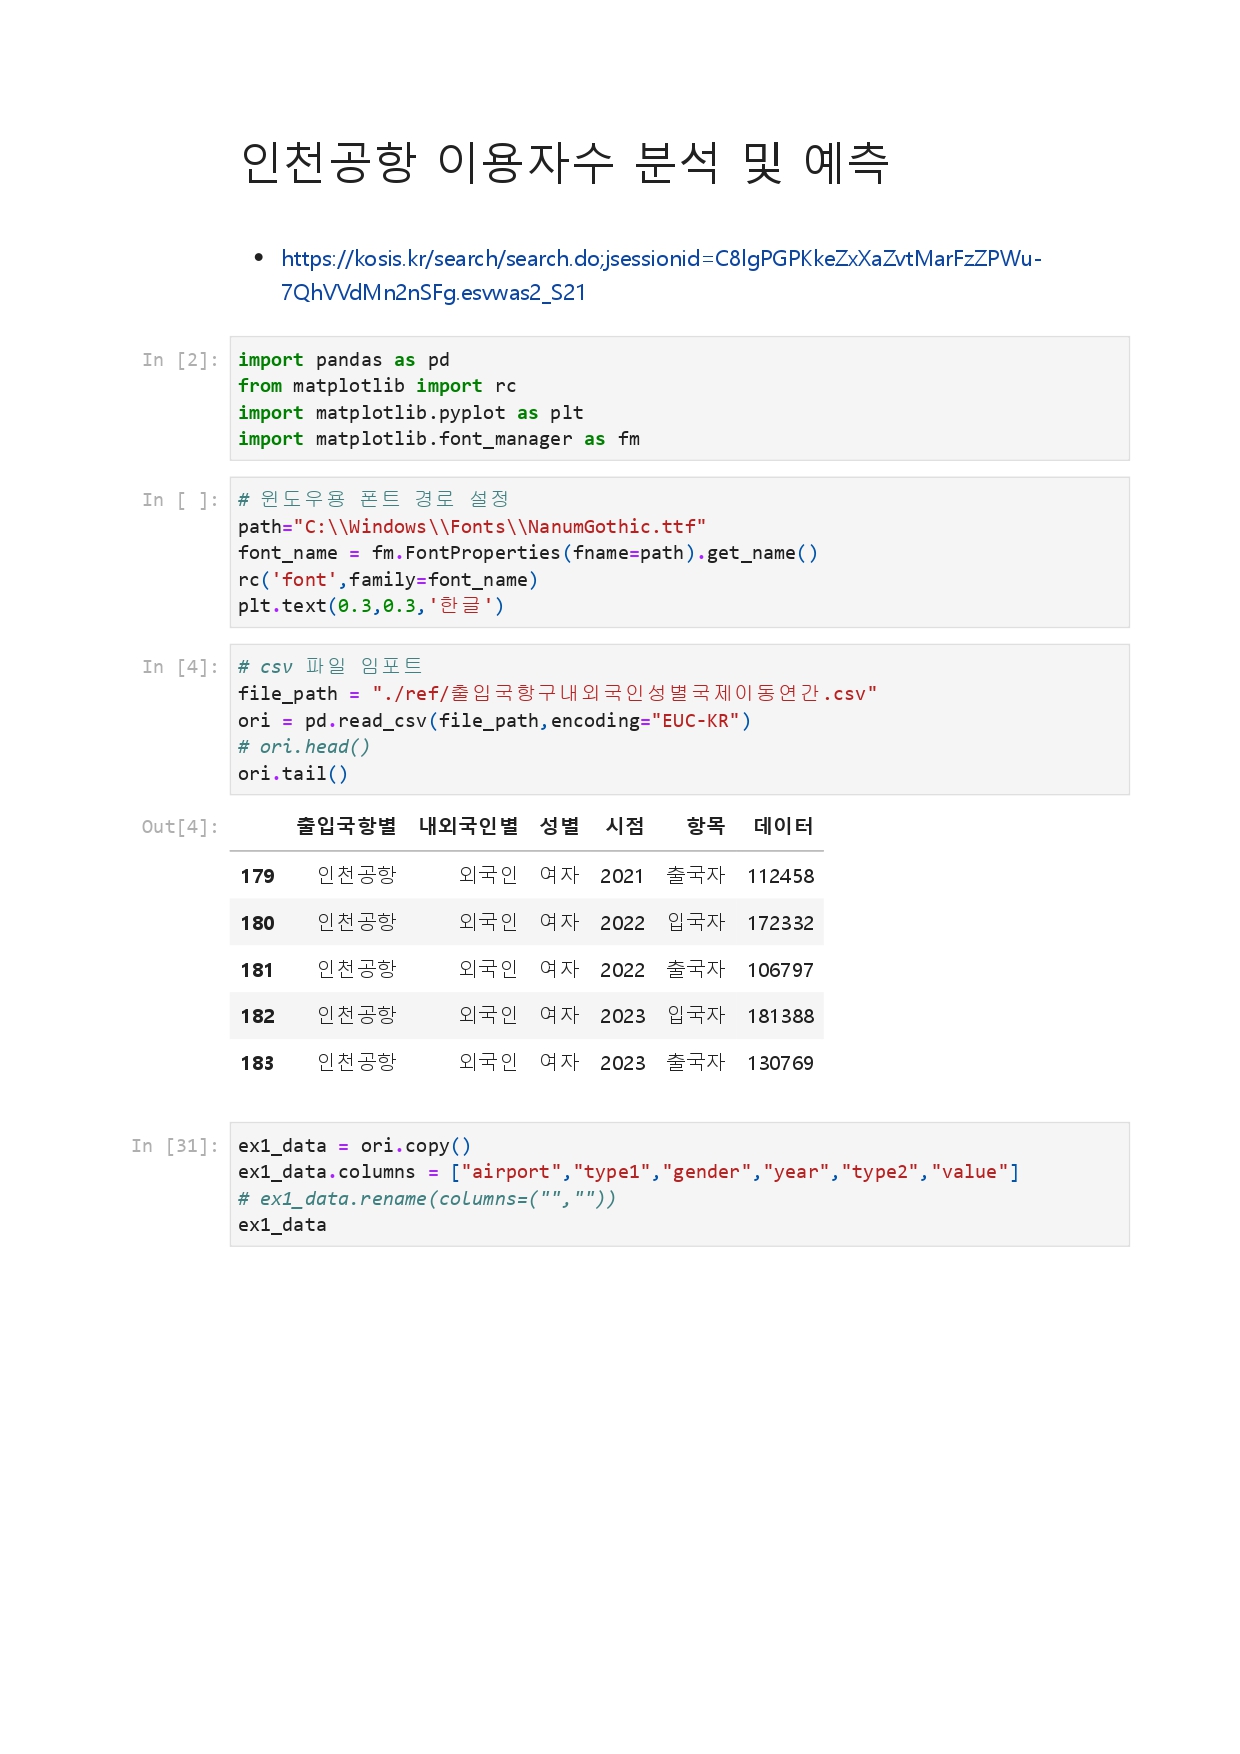 인천공항 이용자수 분석 및 예측
• https://kosis.kr/search/search.do;jsessionid=C8lgPGPKkeZxXaZvtMarFzZPWu-
7QhVVdMn2nSFg.esvwas2_S21
In [2]: import pandas as pd
from matplotlib import rc
import matplotlib.pyplot as plt
import matplotlib.font_manager as fm
In [ ]: # 윈도우용 폰트 경로 설정
path="C:\\Windows\\Fonts\\NanumGothic.ttf"
font_name = fm.FontProperties(fname=path).get_name()
rc('font',family=font_name)
plt.text(0.3,0.3,'한글')
In [4]: # csv 파일 임포트
file_path = "./ref/출입국항구내외국인성별국제이동연간.csv"
ori = pd.read_csv(file_path,encoding="EUC-KR")
# ori.head()
ori.tail()
Out[4]: 출입국항별 내외국인별 성별 시점 항목 데이터
179 인천공항 외국인 여자 2021 출국자 112458
180 인천공항 외국인 여자 2022 입국자 172332
181 인천공항 외국인 여자 2022 출국자 106797
182 인천공항 외국인 여자 2023 입국자 181388
183 인천공항 외국인 여자 2023 출국자 130769
In [31]: ex1_data = ori.copy()
ex1_data.columns = ["airport","type1","gender","year","type2","value"]
# ex1_data.rename(columns=("",""))
ex1_data